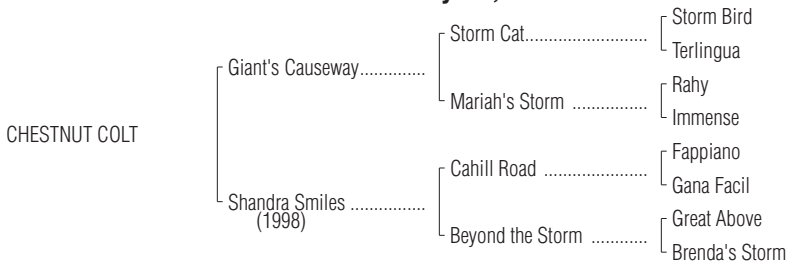 Storm Bird
Storm Cat..............................
Terlingua
Giant's Causeway..............
Rahy
Mariah's Storm ................
Immense
CHESTNUT COLT
Fappiano
Cahill Road ......................
Gana Facil
Shandra Smiles ................
(1998)
Great Above
Beyond the Storm ............
Brenda's Storm